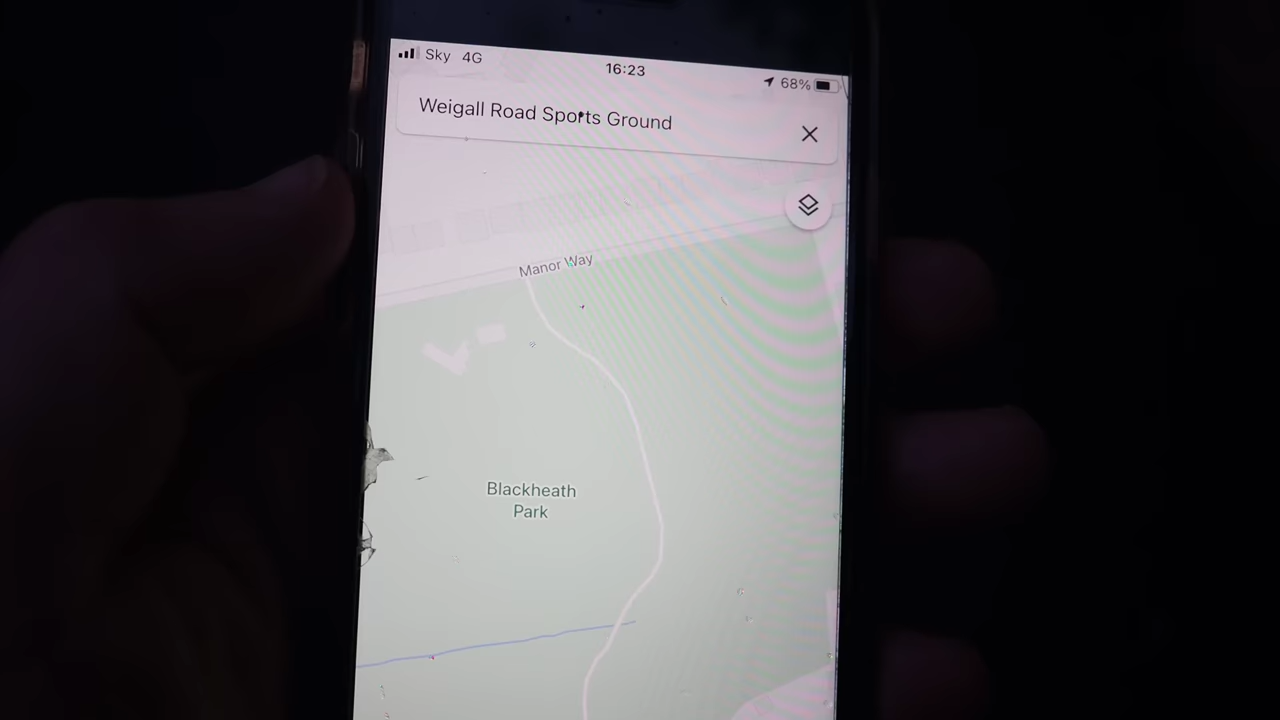 Sky 4G
16:23
68%
Weigall Road Sports Ground
Manor Way
Blackheath
Park